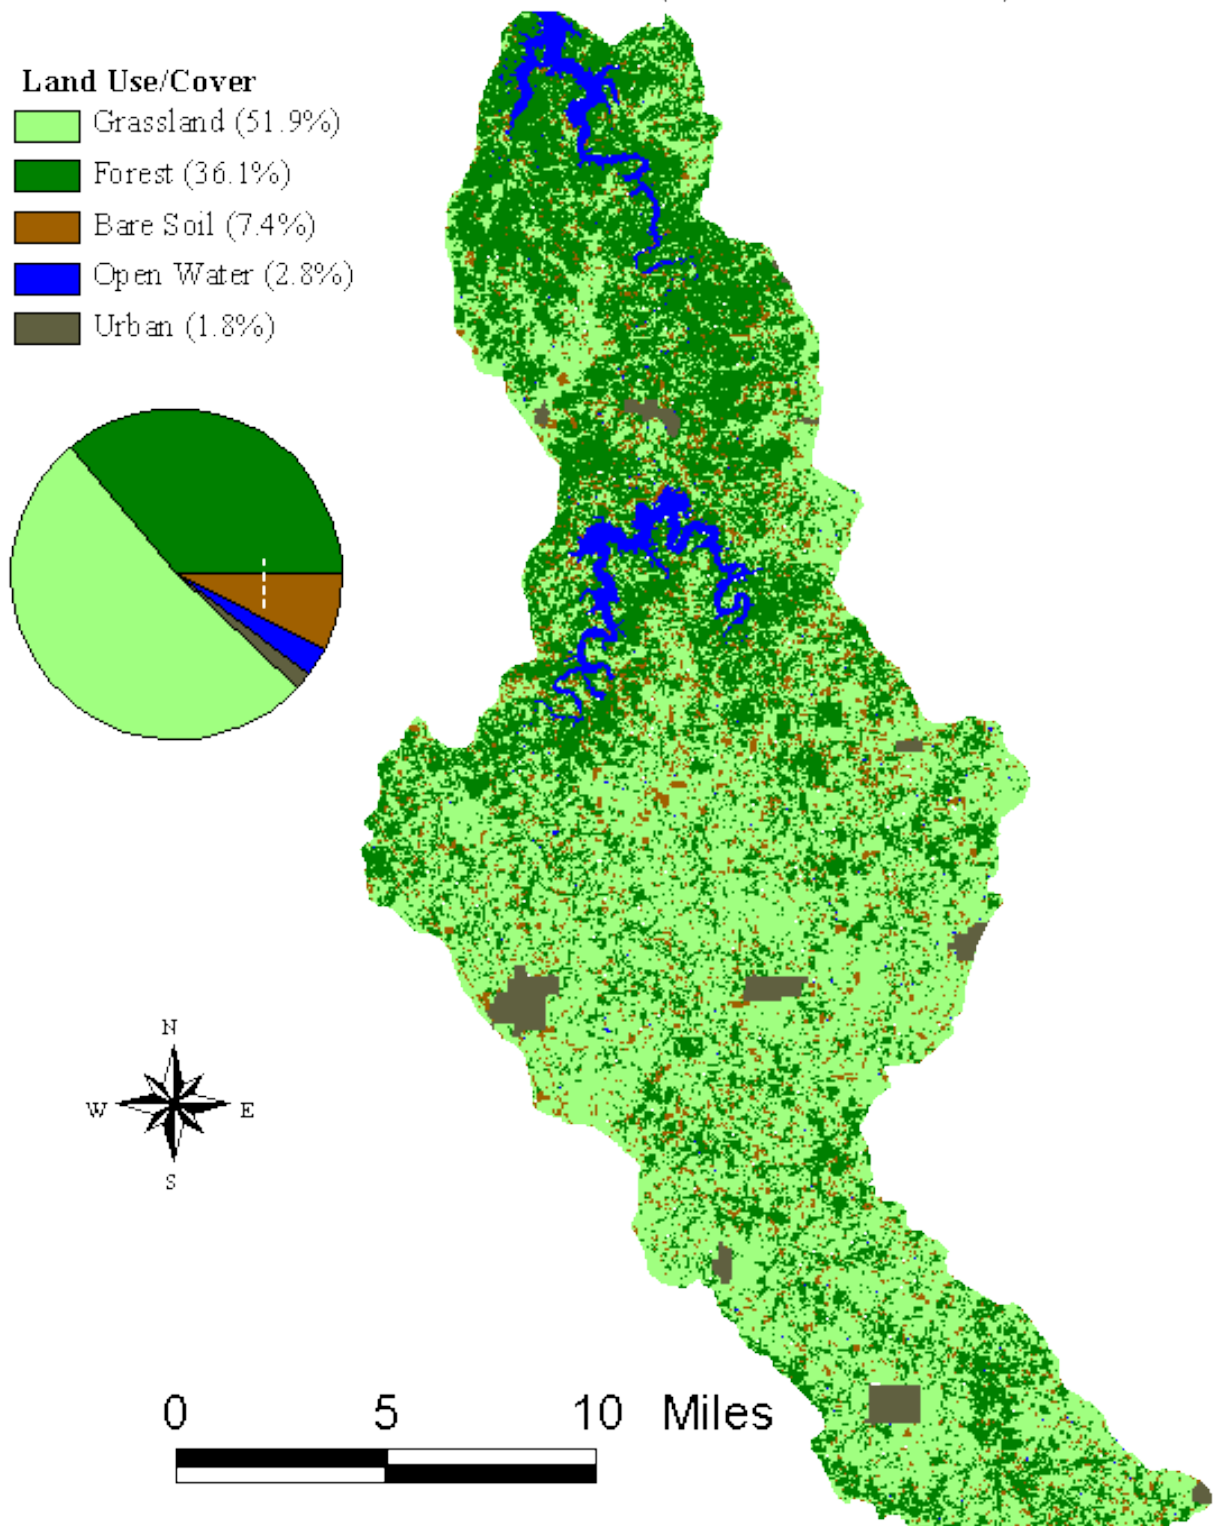 Land Use/Cover
Grassland (51.9%)
Forest (36.1%)
Bare Soil (7.4%)
Open Water (2.8%)
Urban (1.8%)
N
W E
S
0 5 10 Miles